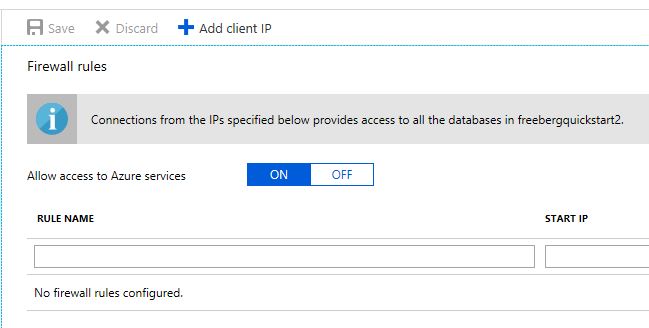 Save Discard Add client IP
Firewall rules
Connections from the IPs specified below provides access to all the databases in freebergquickstart2.
Allow access to Azure services ON OFF
RULE NAME START IP
No firewall rules configured.